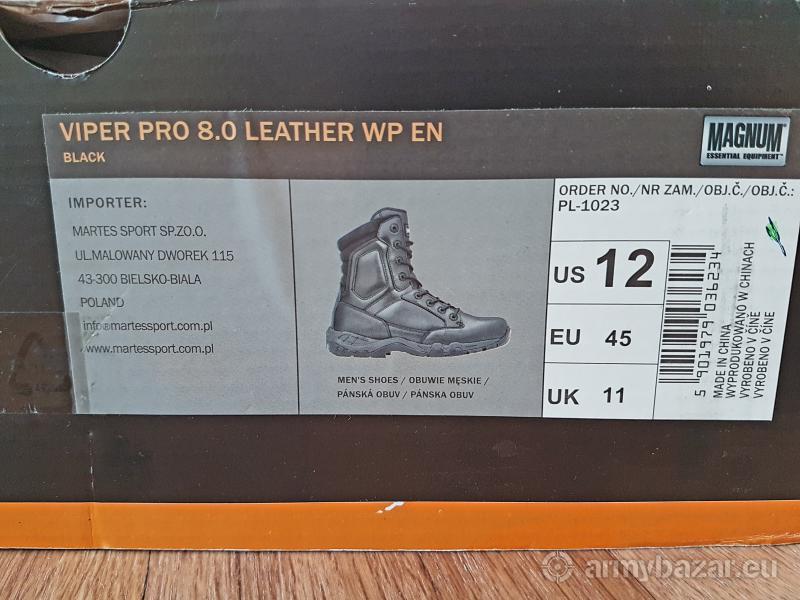 VIPER PRO 8.0 LEATHER WP EN
BLACK
MAGNUM
ESSENTIAL EQUIPMENT
IMPORTER:
MARTES SPORT SP.ZO.O.
UL.MALOWANY DWOREK 115
43-300 BIELSKO-BIALA
POLAND
info@martessport.com.pl
www.martessport.com.pl
MEN'S SHOES / OBUWIE MĘSKIE /
PÁNSKÁ OBUV / PÁNSKA OBUV
ORDER NO./NR ZAM./OBJ.Č./OBJ.Č.:
PL-1023
US 12
EU 45
UK 11
5 901979 036234
MADE IN CHINA
WYPRODUKOWANO W CHINACH
VYROBENO V ČÍNĚ
VYROBENO V ČÍNE
armybazar.eu